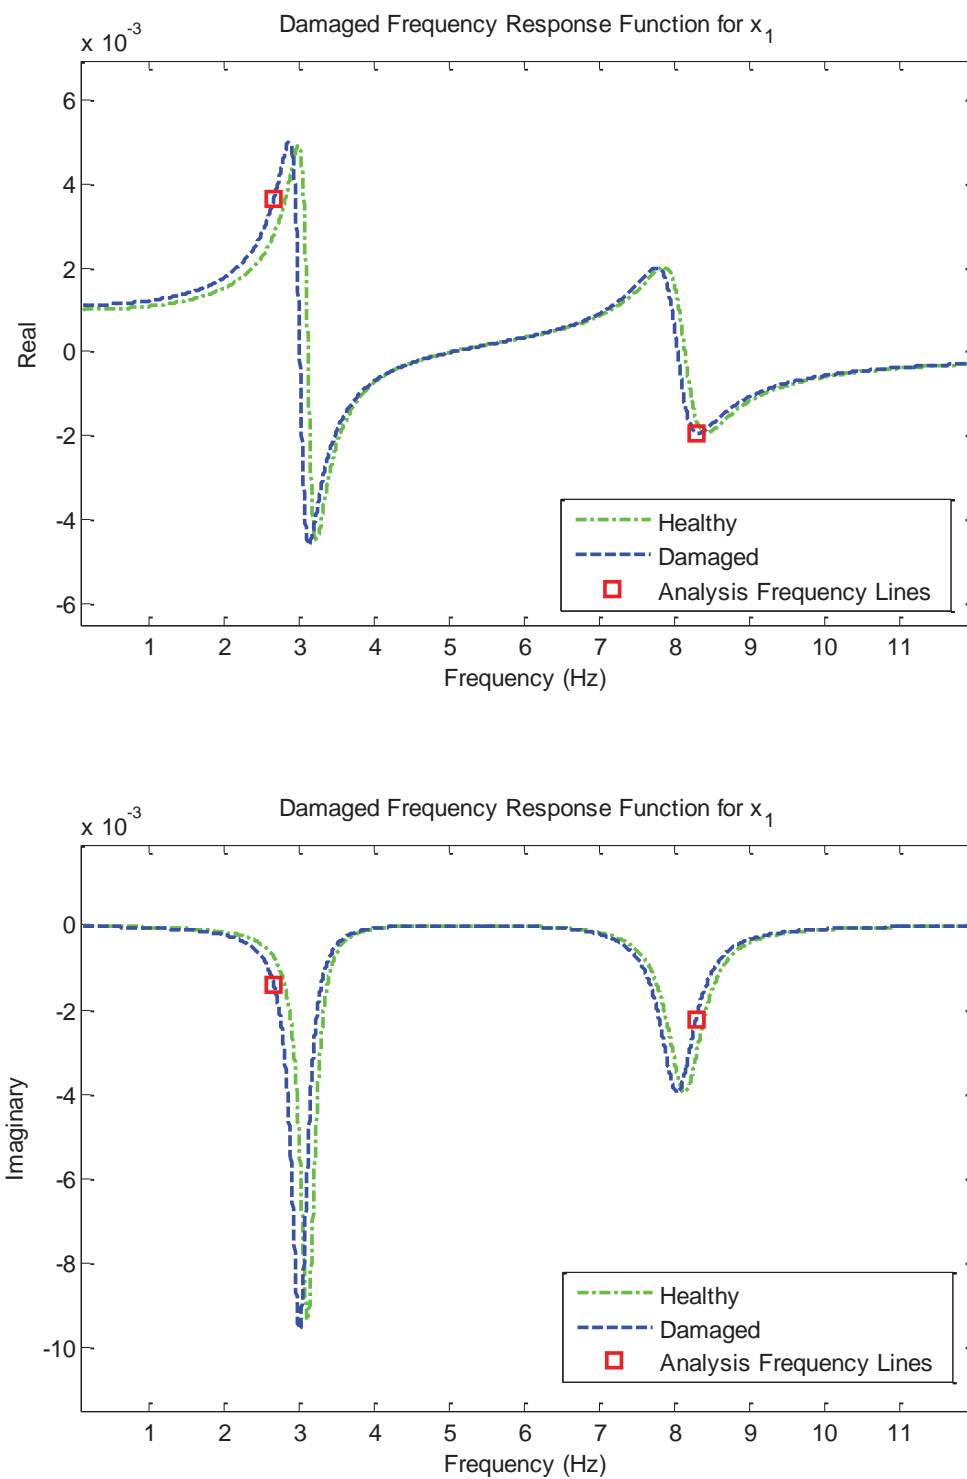 Damaged Frequency Response Function for x1
x 10-3
6
4
2
0
-2
-4
-6
Real
Healthy
Damaged
Analysis Frequency Lines
1 2 3 4 5 6 7 8 9 10 11
Frequency (Hz)
Damaged Frequency Response Function for x1
x 10-3
0
-2
-4
-6
-8
-10
Imaginary
Healthy
Damaged
Analysis Frequency Lines
1 2 3 4 5 6 7 8 9 10 11
Frequency (Hz)